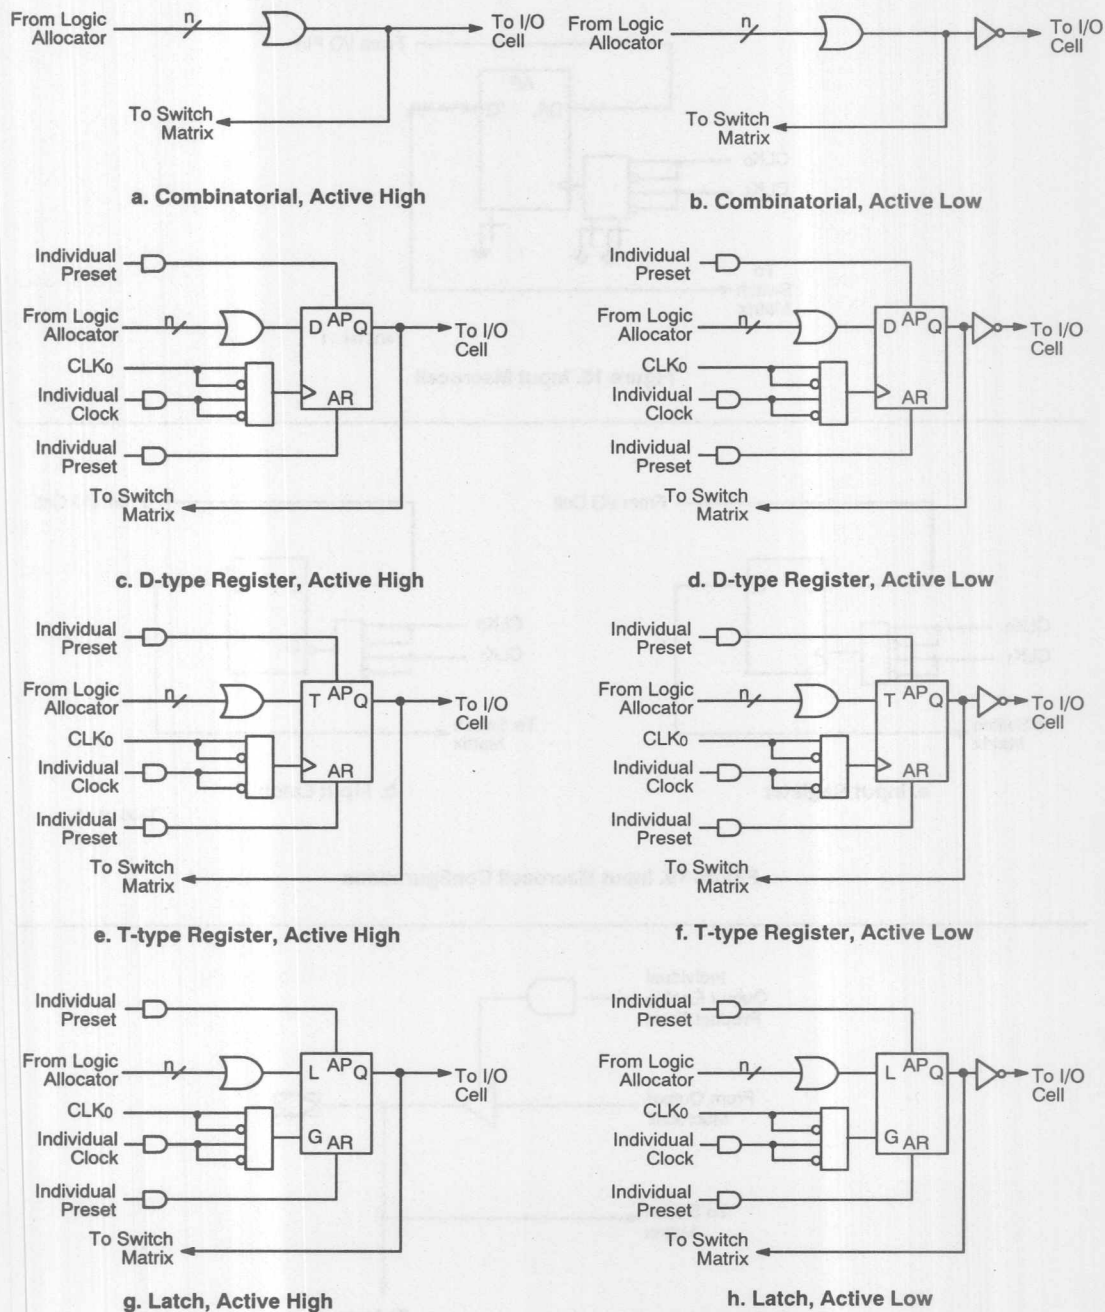 From Logic
Allocator
n
To I/O
Cell
To Switch
Matrix
a. Combinatorial, Active High
From Logic
Allocator
n
To I/O
Cell
To Switch
Matrix
b. Combinatorial, Active Low
Individual
Preset
From Logic
Allocator
n
D AP Q
To I/O
Cell
CLK0
Individual
Clock
AR
Individual
Preset
To Switch
Matrix
c. D-type Register, Active High
Individual
Preset
From Logic
Allocator
n
D AP Q
To I/O
Cell
CLK0
Individual
Clock
AR
Individual
Preset
To Switch
Matrix
d. D-type Register, Active Low
Individual
Preset
From Logic
Allocator
n
T AP Q
To I/O
Cell
CLK0
Individual
Clock
AR
Individual
Preset
To Switch
Matrix
e. T-type Register, Active High
Individual
Preset
From Logic
Allocator
n
T AP Q
To I/O
Cell
CLK0
Individual
Clock
AR
Individual
Preset
To Switch
Matrix
f. T-type Register, Active Low
Individual
Preset
From Logic
Allocator
n
L AP Q
To I/O
Cell
CLK0
Individual
Clock
G AR
Individual
Preset
To Switch
Matrix
g. Latch, Active High
Individual
Preset
From Logic
Allocator
n
L AP Q
To I/O
Cell
CLK0
Individual
Clock
G AR
Individual
Preset
To Switch
Matrix
h. Latch, Active Low